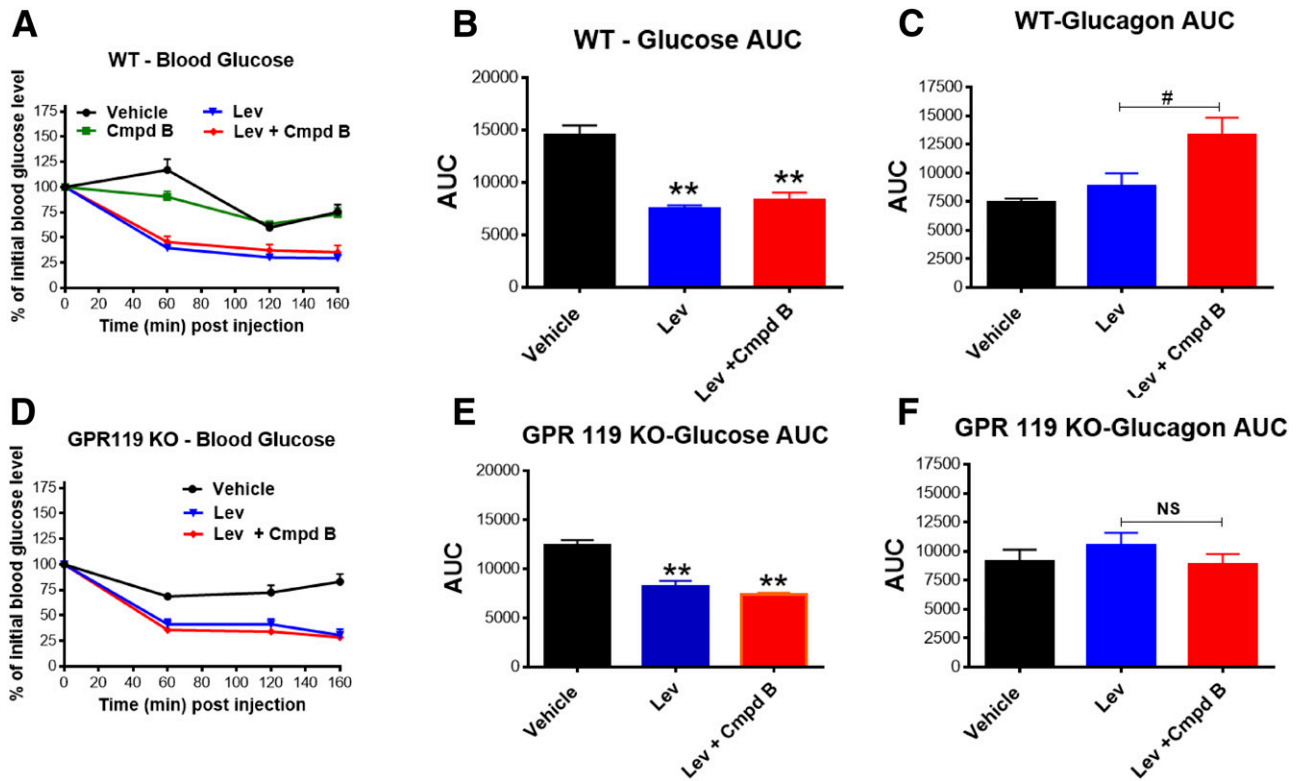 A
WT - Blood Glucose
% of initial blood glucose level
175
150
125
100
75
50
25
0
Vehicle
Cmpd B
Lev
Lev + Cmpd B
0 20 40 60 80 100 120 140 160
Time (min) post injection
B
WT - Glucose AUC
AUC
20000
15000
10000
5000
0
** **
Vehicle
Lev
Lev +Cmpd B
C
WT-Glucagon AUC
AUC
17500
15000
12500
10000
7500
5000
2500
0
#
Vehicle
Lev
Lev + Cmpd B
D
GPR119 KO - Blood Glucose
% of initial blood glucose level
175
150
125
100
75
50
25
0
Vehicle
Lev
Lev + Cmpd B
0 20 40 60 80 100 120 140 160
Time (min) post injection
E
GPR 119 KO-Glucose AUC
AUC
20000
15000
10000
5000
0
** **
Vehicle
Lev
Lev + Cmpd B
F
GPR 119 KO-Glucagon AUC
AUC
17500
15000
12500
10000
7500
5000
2500
0
NS
Vehicle
Lev
Lev +Cmpd B